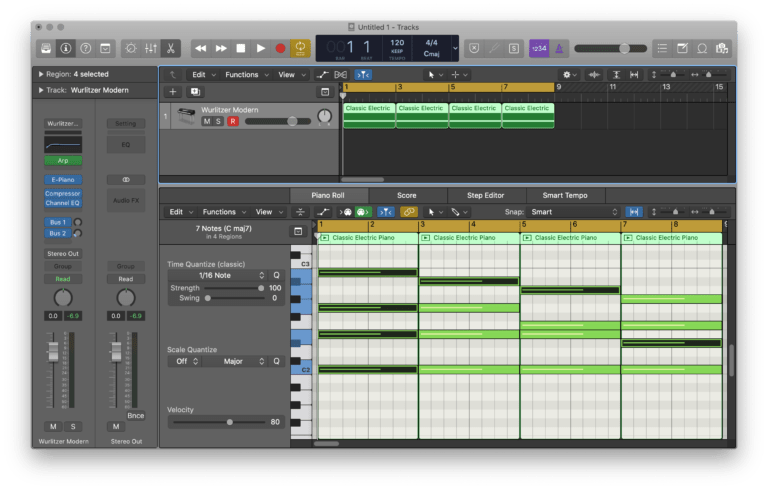 Untitled 1 - Tracks
001 1
BAR BEAT
120
KEEP
TEMPO
4/4
Cmaj
1234
Region: 4 selected
Track: Wurlitzer Modern
Edit Functions View
1 3 5 7 9 11 13 15
1 Wurlitzer Modern
M S R
Classic Electric Classic Electric Classic Electric Classic Electric
Wurlitzer... Setting
EQ
Arp
E-Piano
Compressor
Channel EQ
Audio FX
Bus 1
Bus 2
Stereo Out
Group Group
Read Read
0.0 -6.9 0.0 -6.9
Bnce
M S M
Wurlitzer Modern Stereo Out
Piano Roll Score Step Editor Smart Tempo
Edit Functions View Snap: Smart
7 Notes (C maj7)
in 4 Regions
1 2 3 4 5 6 7 8 9
Classic Electric Piano Classic Electric Piano Classic Electric Piano Classic Electric Piano
Time Quantize (classic)
1/16 Note Q
Strength 100
Swing 0
Scale Quantize
Off Major Q
Velocity
80
C3
C2